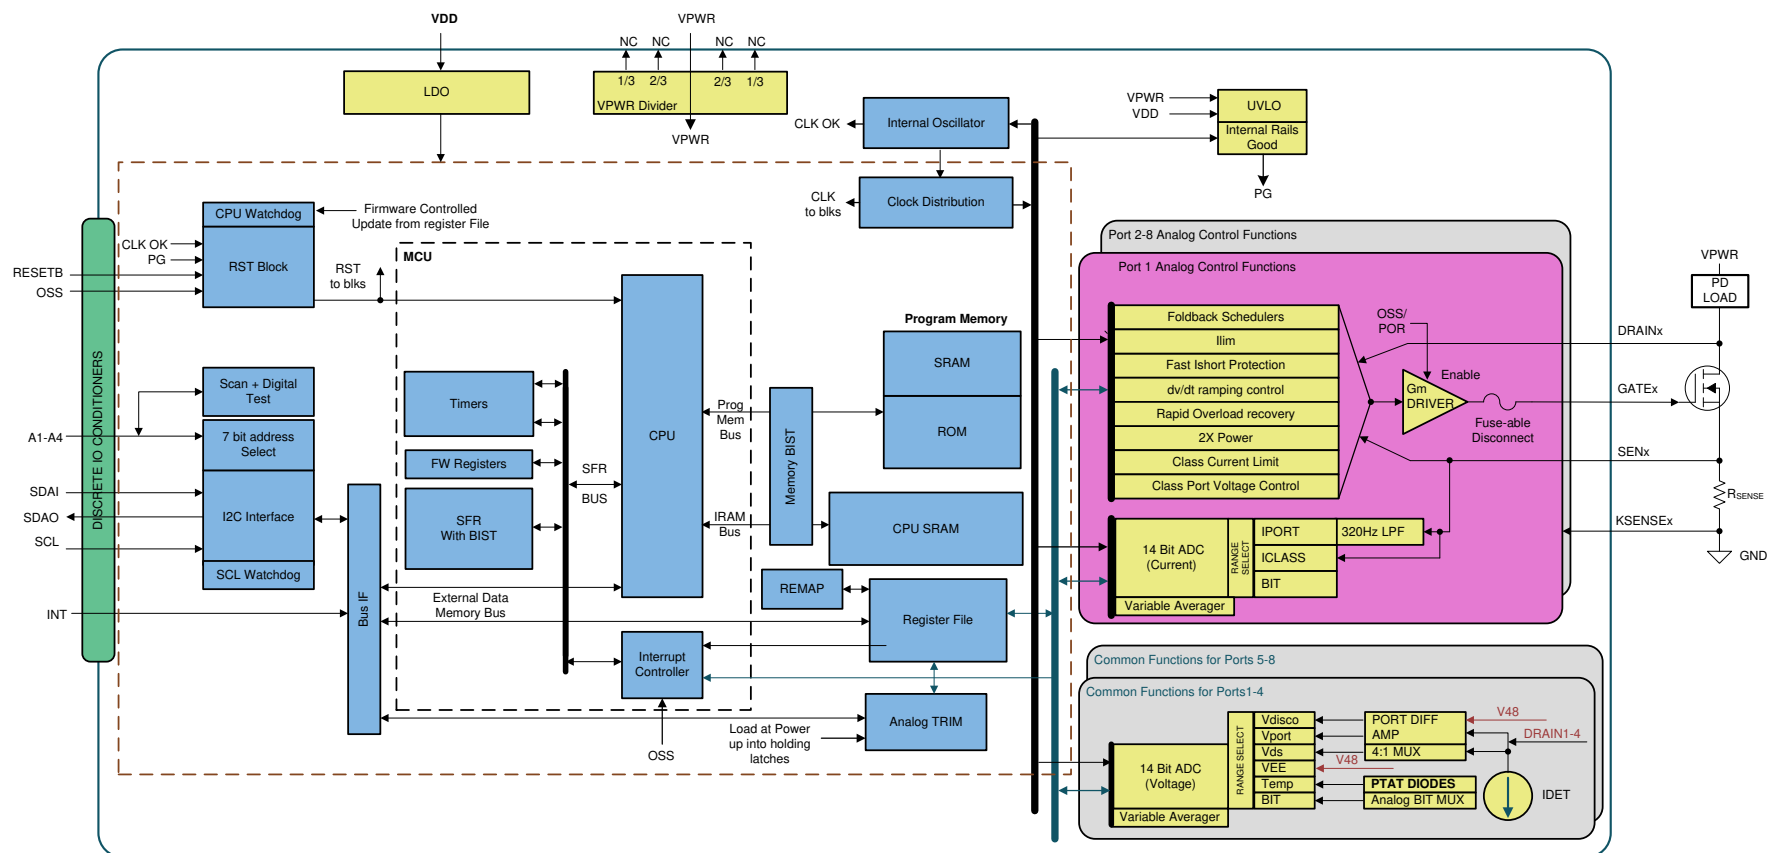 VDD
VPWR
NC
NC
NC
NC
1/3
2/3
2/3
1/3
LDO
VPWR Divider
VPWR
CLK OK
Internal Oscillator
VPWR
VDD
UVLO
Internal Rails
Good
PG
CLK
to blks
Clock Distribution
CPU Watchdog
Firmware Controlled
Update from register File
CLK OK
PG
RESETB
OSS
RST Block
RST
to blks
MCU
DISCRETE IO CONDITIONERS
Scan + Digital
Test
A1-A4
7 bit address
Select
SDAI
SDAO
SCL
I2C Interface
SCL Watchdog
INT
Bus IF
Timers
FW Registers
SFR
With BIST
SFR
BUS
CPU
External Data
Memory Bus
Interrupt
Controller
OSS
Prog
Mem
Bus
IRAM
Bus
Memory BIST
Program Memory
SRAM
ROM
CPU SRAM
REMAP
Register File
Analog TRIM
Load at Power
up into holding
latches
Port 2-8 Analog Control Functions
Port 1 Analog Control Functions
Foldback Schedulers
Ilim
Fast Ishort Protection
dv/dt ramping control
Rapid Overload recovery
2X Power
Class Current Limit
Class Port Voltage Control
OSS/
POR
Enable
Gm
DRIVER
Fuse-able
Disconnect
14 Bit ADC
(Current)
Variable Averager
RANGE
SELECT
IPORT
320Hz LPF
ICLASS
BIT
VPWR
PD
LOAD
DRAINx
GATEx
SENx
RSENSE
KSENSEx
GND
Common Functions for Ports 5-8
Common Functions for Ports1-4
14 Bit ADC
(Voltage)
Variable Averager
RANGE SELECT
Vdisco
Vport
Vds
VEE
Temp
BIT
PORT DIFF
AMP
4:1 MUX
V48
PTAT DIODES
Analog BIT MUX
V48
DRAIN1-4
IDET